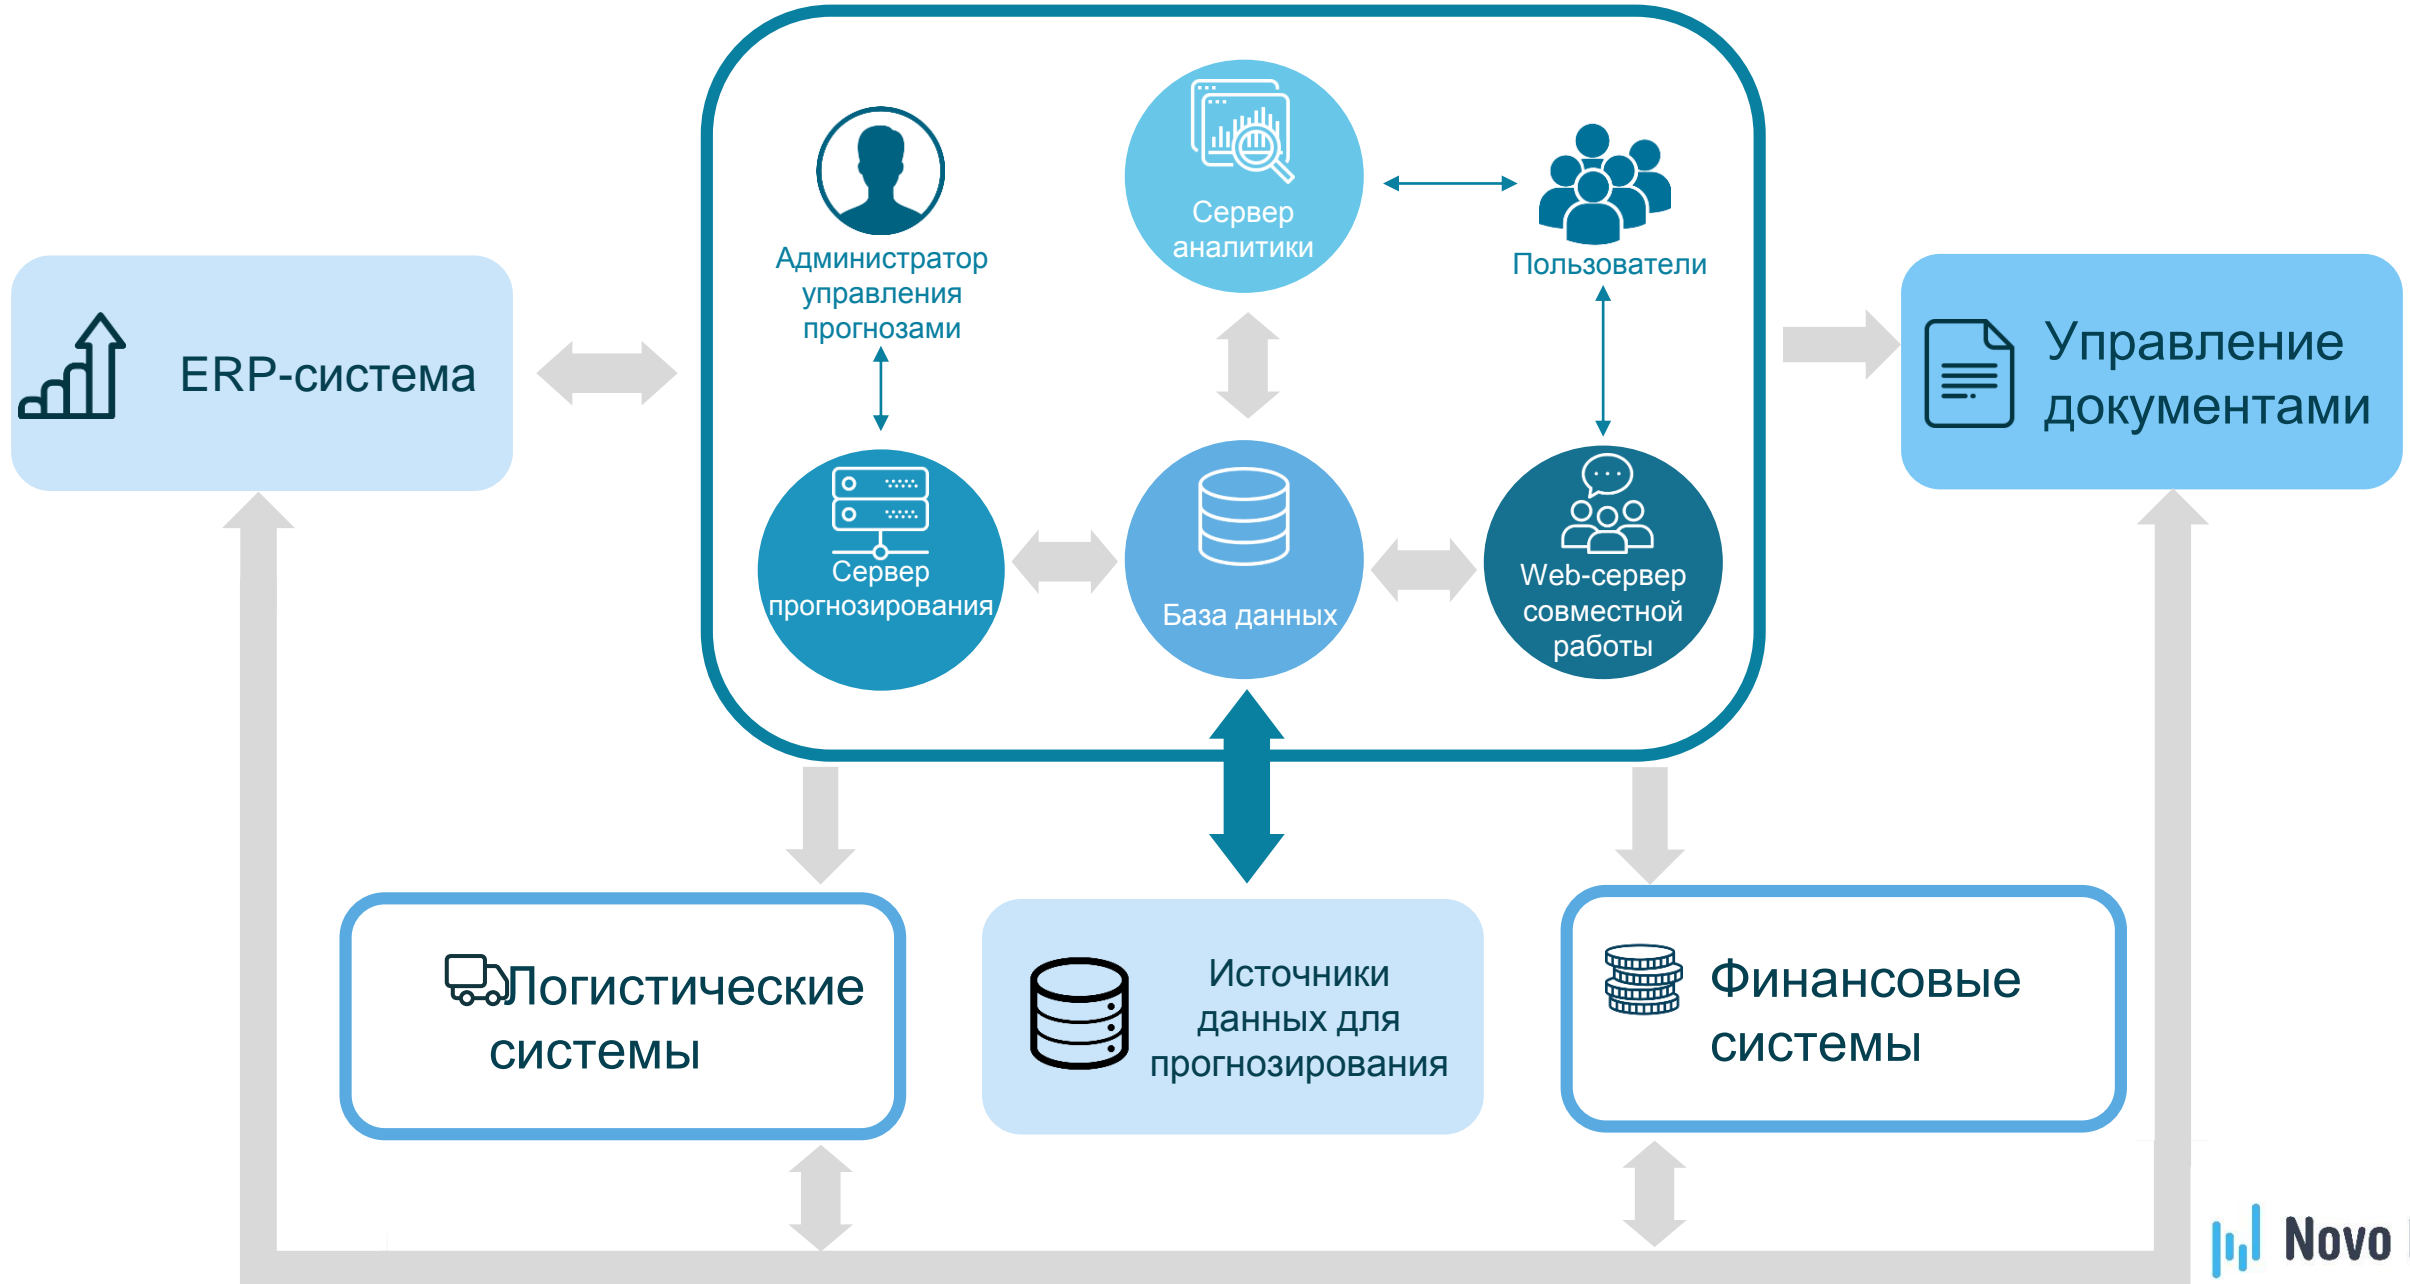 Сервер
аналитики
Администратор
управления
прогнозами
Пользователи
ERP-система
Управление
документами
Сервер
прогнозирования
База данных
Web-сервер
совместной
работы
Логистические
системы
Источники
данных для
прогнозирования
Финансовые
системы
Novo